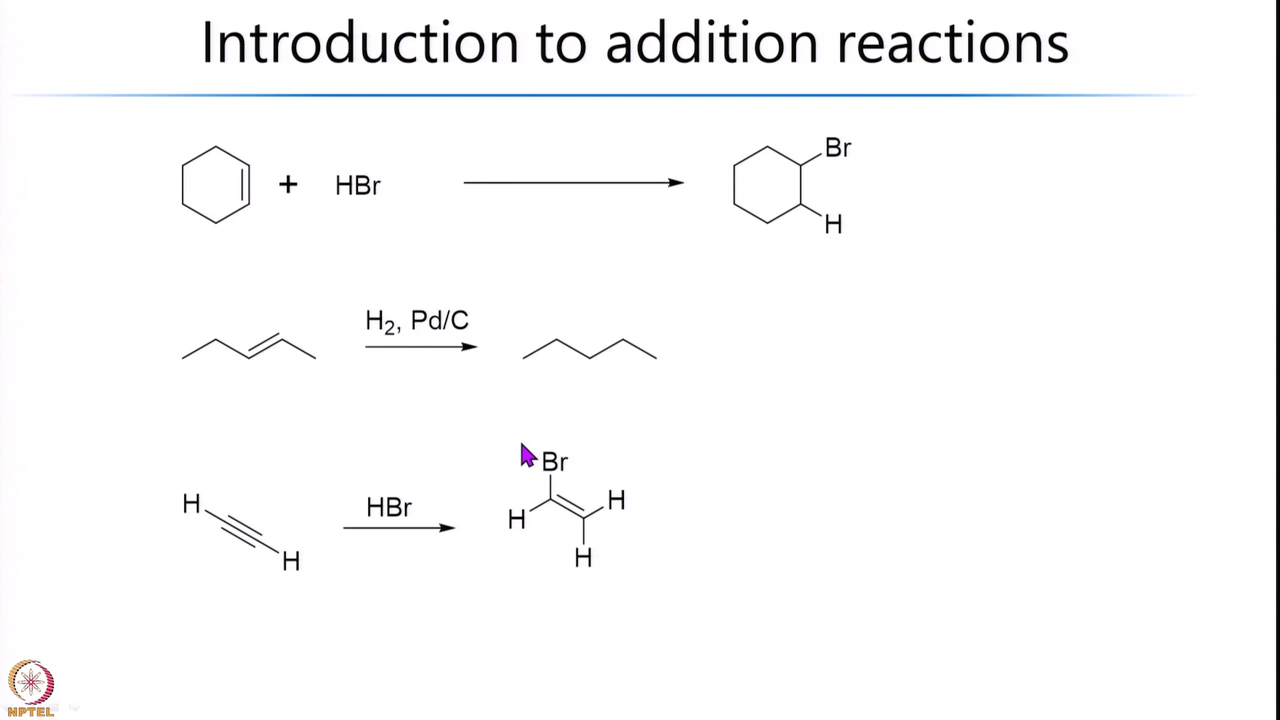 Introduction to addition reactions
+ HBr
Br
H
H₂, Pd/C
H
H
HBr
Br
H
H
H
NPTEL